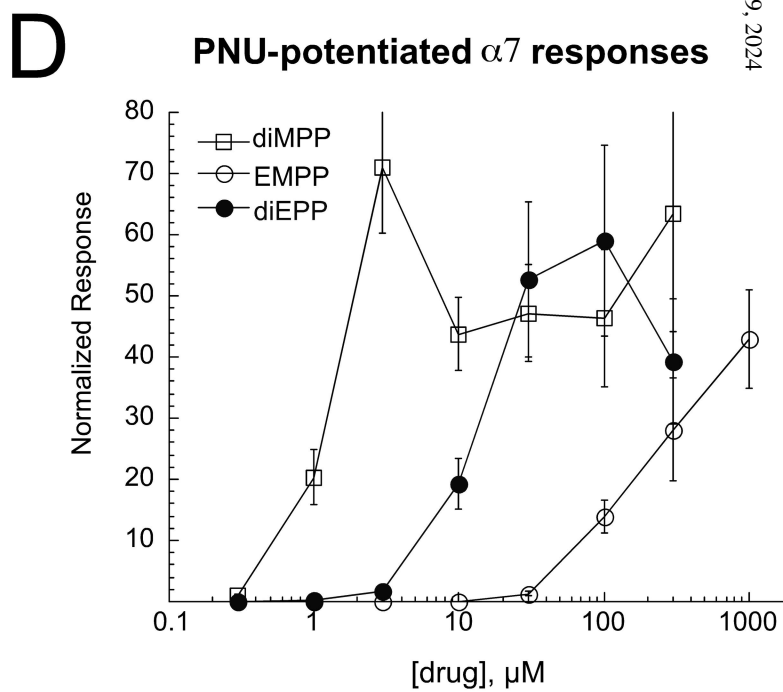 D
9, 2024
PNU-potentiated α7 responses
diMPP
EMPP
diEPP
Normalized Response
80
70
60
50
40
30
20
10
0.1 1 10 100 1000
[drug], µM